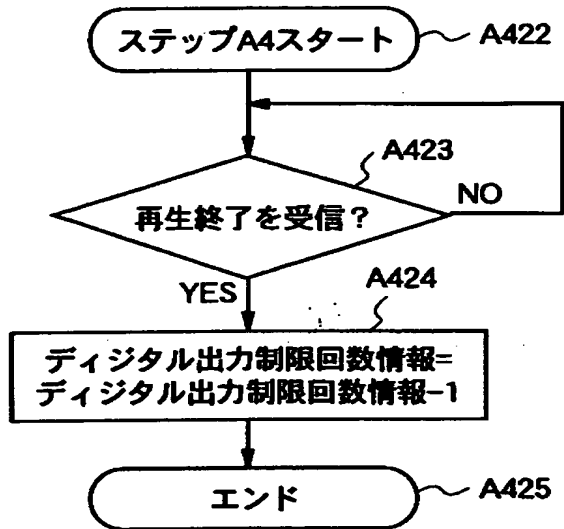 ステップA4スタート
A422
A423
再生終了を受信?
NO
YES
A424
ディジタル出力制限回数情報=
ディジタル出力制限回数情報-1
エンド
A425